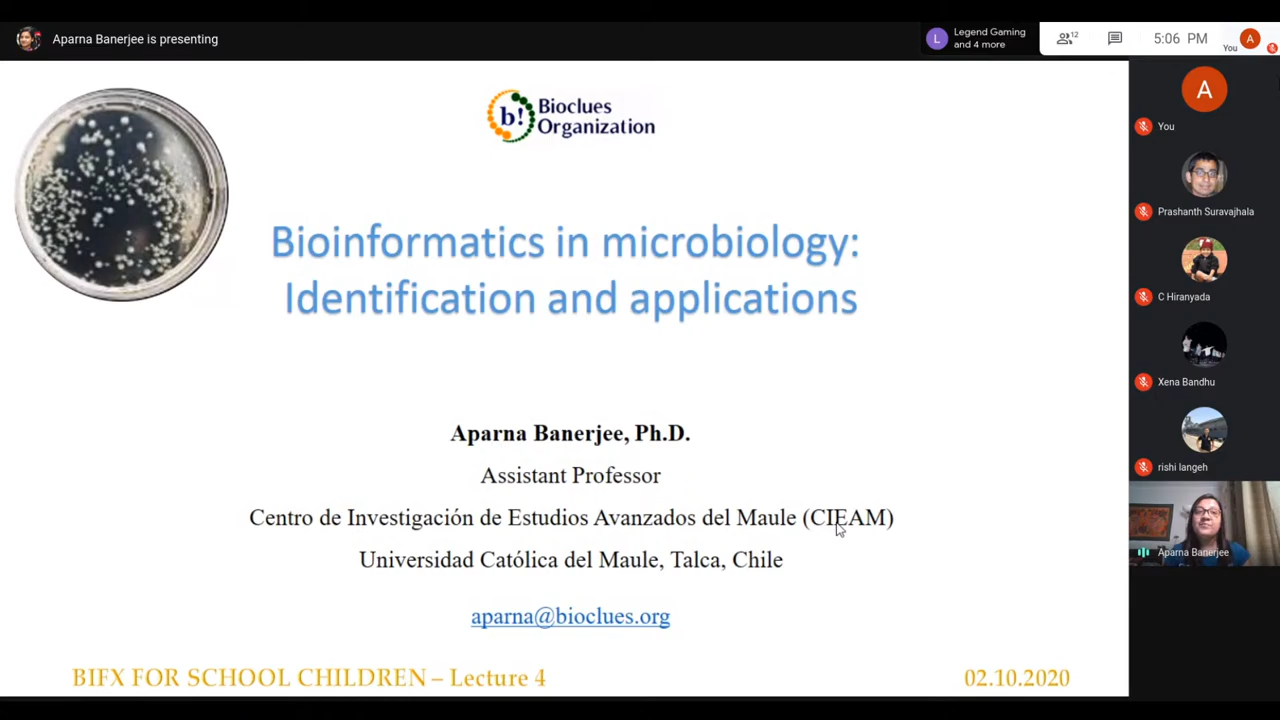 Aparna Banerjee is presenting
L
Legend Gaming
and 4 more
12
5:06 PM
You
A
A
You
Prashanth Suravajhala
C Hiranyada
Xena Bandhu
rishi langeh
Aparna Banerjee
b!
Bioclues
Organization
Bioinformatics in microbiology:
Identification and applications
Aparna Banerjee, Ph.D.
Assistant Professor
Centro de Investigación de Estudios Avanzados del Maule (CIEAM)
Universidad Católica del Maule, Talca, Chile
aparna@bioclues.org
BIFX FOR SCHOOL CHILDREN – Lecture 4
02.10.2020